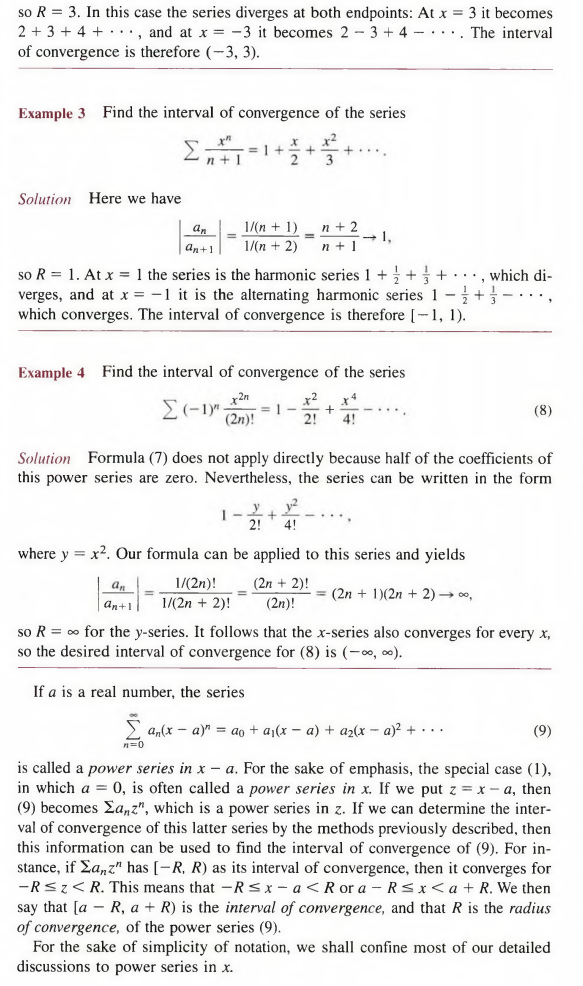 so R = 3. In this case the series diverges at both endpoints: At x = 3 it becomes
2 + 3 + 4 + · · · , and at x = −3 it becomes 2 − 3 + 4 − · · · . The interval
of convergence is therefore (−3, 3).
Example 3 Find the interval of convergence of the series
∑ xⁿ/(n + 1) = 1 + x/2 + x²/3 + · · · .
Solution Here we have
|aₙ/aₙ₊₁| = (1/(n + 1))/(1/(n + 2)) = (n + 2)/(n + 1) → 1,
so R = 1. At x = 1 the series is the harmonic series 1 + 1/2 + 1/3 + · · · , which di-
verges, and at x = −1 it is the alternating harmonic series 1 − 1/2 + 1/3 − · · · ,
which converges. The interval of convergence is therefore [−1, 1).
Example 4 Find the interval of convergence of the series
∑ (−1)ⁿ x²ⁿ/(2n)! = 1 − x²/2! + x⁴/4! − · · · . (8)
Solution Formula (7) does not apply directly because half of the coefficients of
this power series are zero. Nevertheless, the series can be written in the form
1 − y/2! + y²/4! − · · · ,
where y = x². Our formula can be applied to this series and yields
|aₙ/aₙ₊₁| = (1/(2n)!)/(1/(2n + 2)!) = (2n + 2)!/(2n)! = (2n + 1)(2n + 2) → ∞,
so R = ∞ for the y-series. It follows that the x-series also converges for every x,
so the desired interval of convergence for (8) is (−∞, ∞).
If a is a real number, the series
∞∑n=0 aₙ(x − a)ⁿ = a₀ + a₁(x − a) + a₂(x − a)² + · · · (9)
is called a power series in x − a. For the sake of emphasis, the special case (1),
in which a = 0, is often called a power series in x. If we put z = x − a, then
(9) becomes Σaₙzⁿ, which is a power series in z. If we can determine the inter-
val of convergence of this latter series by the methods previously described, then
this information can be used to find the interval of convergence of (9). For in-
stance, if Σaₙzⁿ has [−R, R) as its interval of convergence, then it converges for
−R ≤ z < R. This means that −R ≤ x − a < R or a − R ≤ x < a + R. We then
say that [a − R, a + R) is the interval of convergence, and that R is the radius
of convergence, of the power series (9).
For the sake of simplicity of notation, we shall confine most of our detailed
discussions to power series in x.